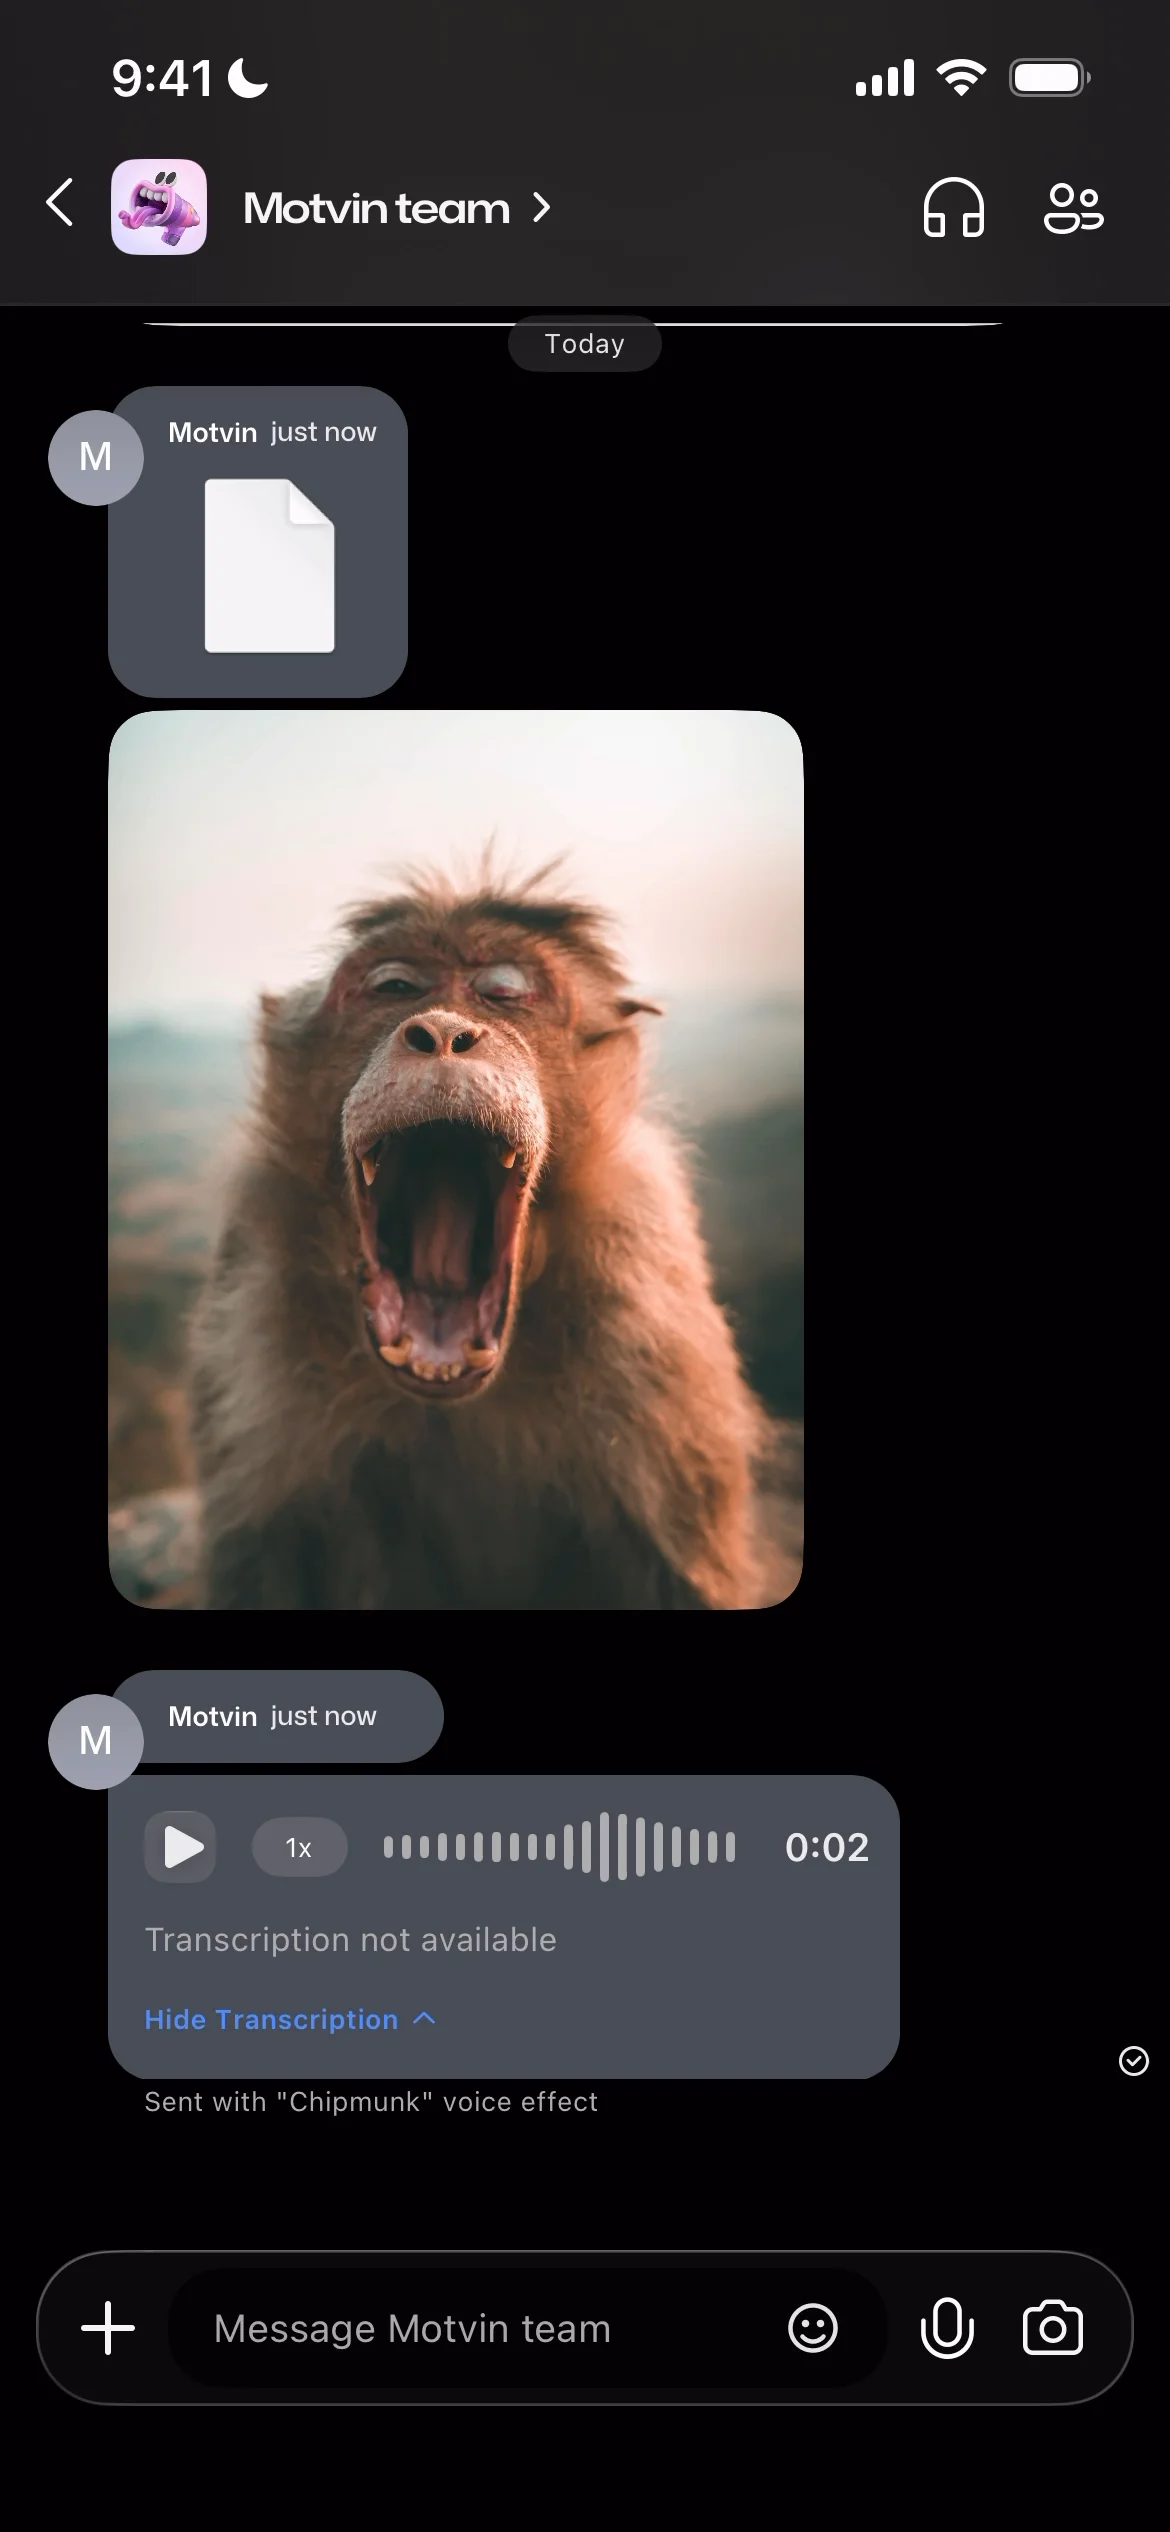 9:41
Motvin team
Today
M
Motvin just now
M
Motvin just now
1x
0:02
Transcription not available
Hide Transcription
Sent with "Chipmunk" voice effect
Message Motvin team